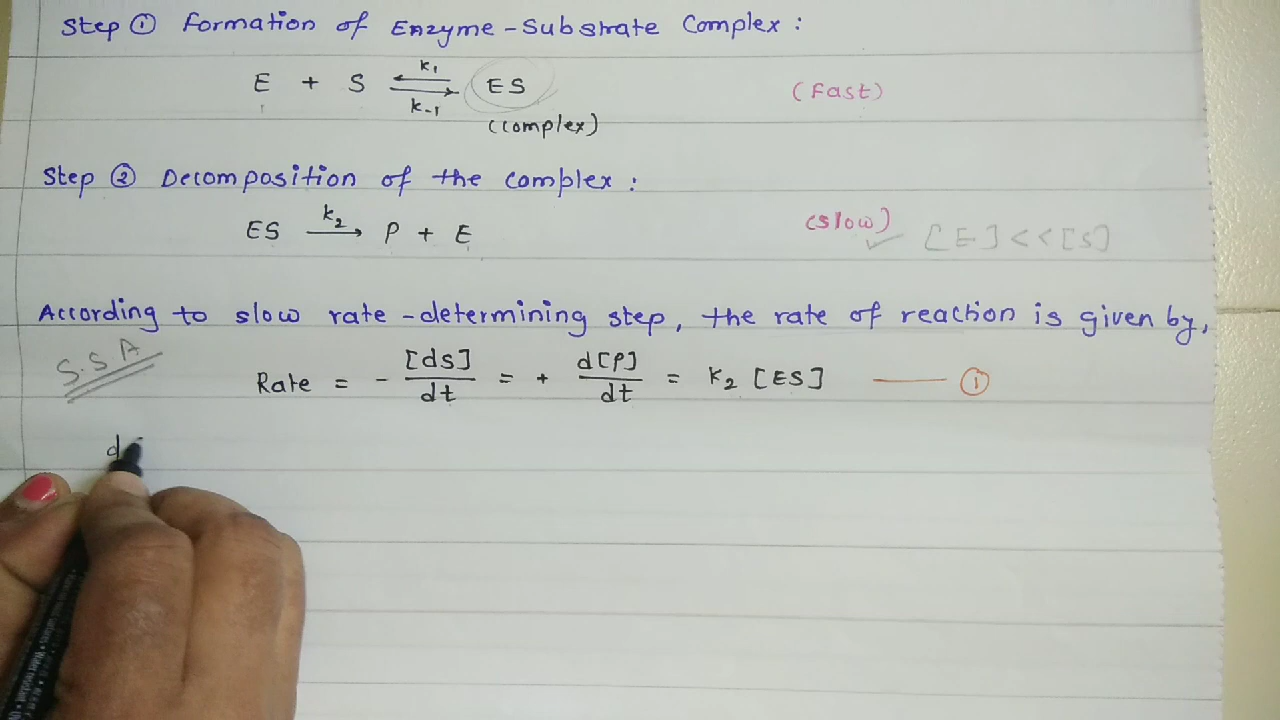 Step ① Formation of Enzyme-Substrate Complex :
E + S ⇌ ES (Fast)
k₁
k₋₁
(complex)
Step ② Decomposition of the complex :
ES —k₂→ P + E (slow) ✓ [E]<<[S]
According to slow rate-determining step, the rate of reaction is given by,
S.S A
Rate = - [ds]/dt = + d[P]/dt = k₂ [ES] —— ①
d